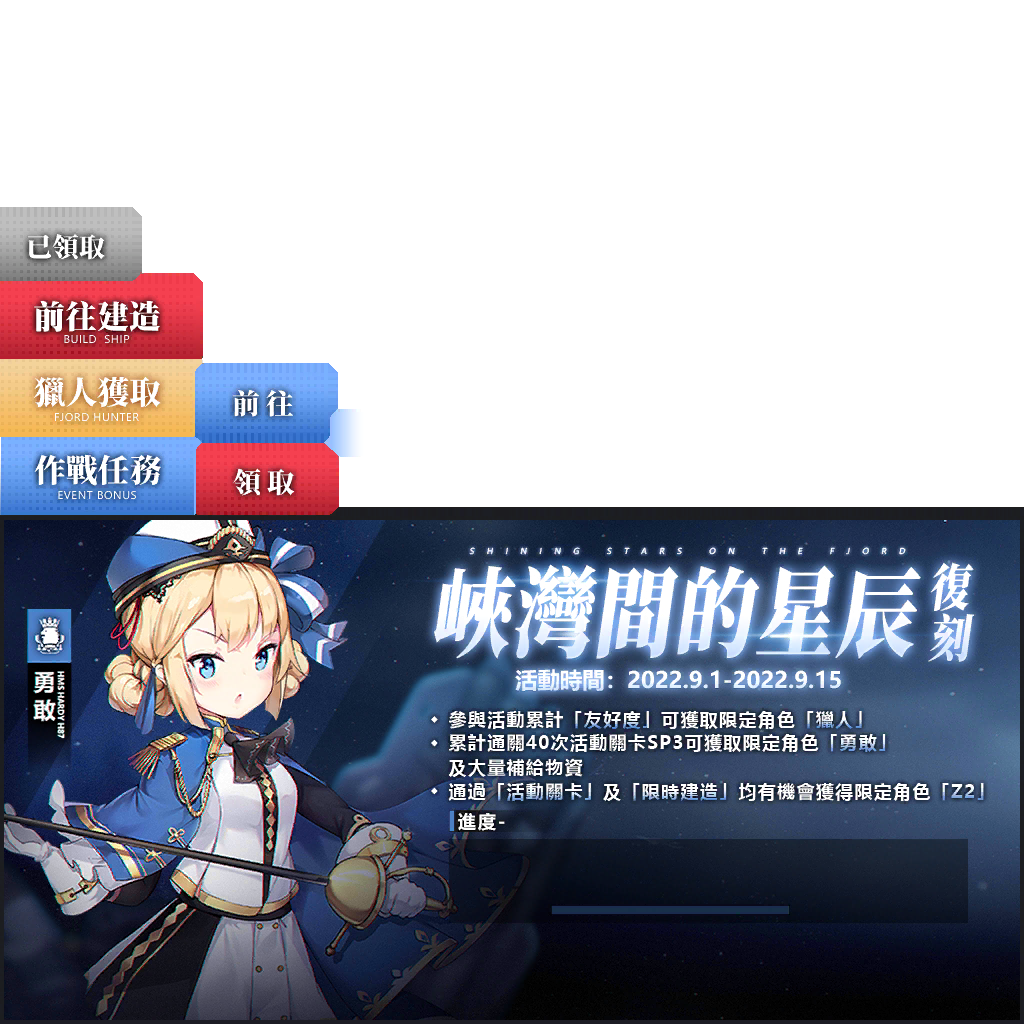 已領取
前往建造
BUILD SHIP
獵人獲取
FJORD HUNTER
前往
作戰任務
EVENT BONUS
領取
SHINING STARS ON THE FJORD
峽灣間的星辰
復刻
活動時間：2022.9.1-2022.9.15
勇敢
HMS HARDY H87
參與活動累計「友好度」可獲取限定角色「獵人」
累計通關40次活動關卡SP3可獲取限定角色「勇敢」
及大量補給物資
通過「活動關卡」及「限時建造」均有機會獲得限定角色「Z2」
進度-